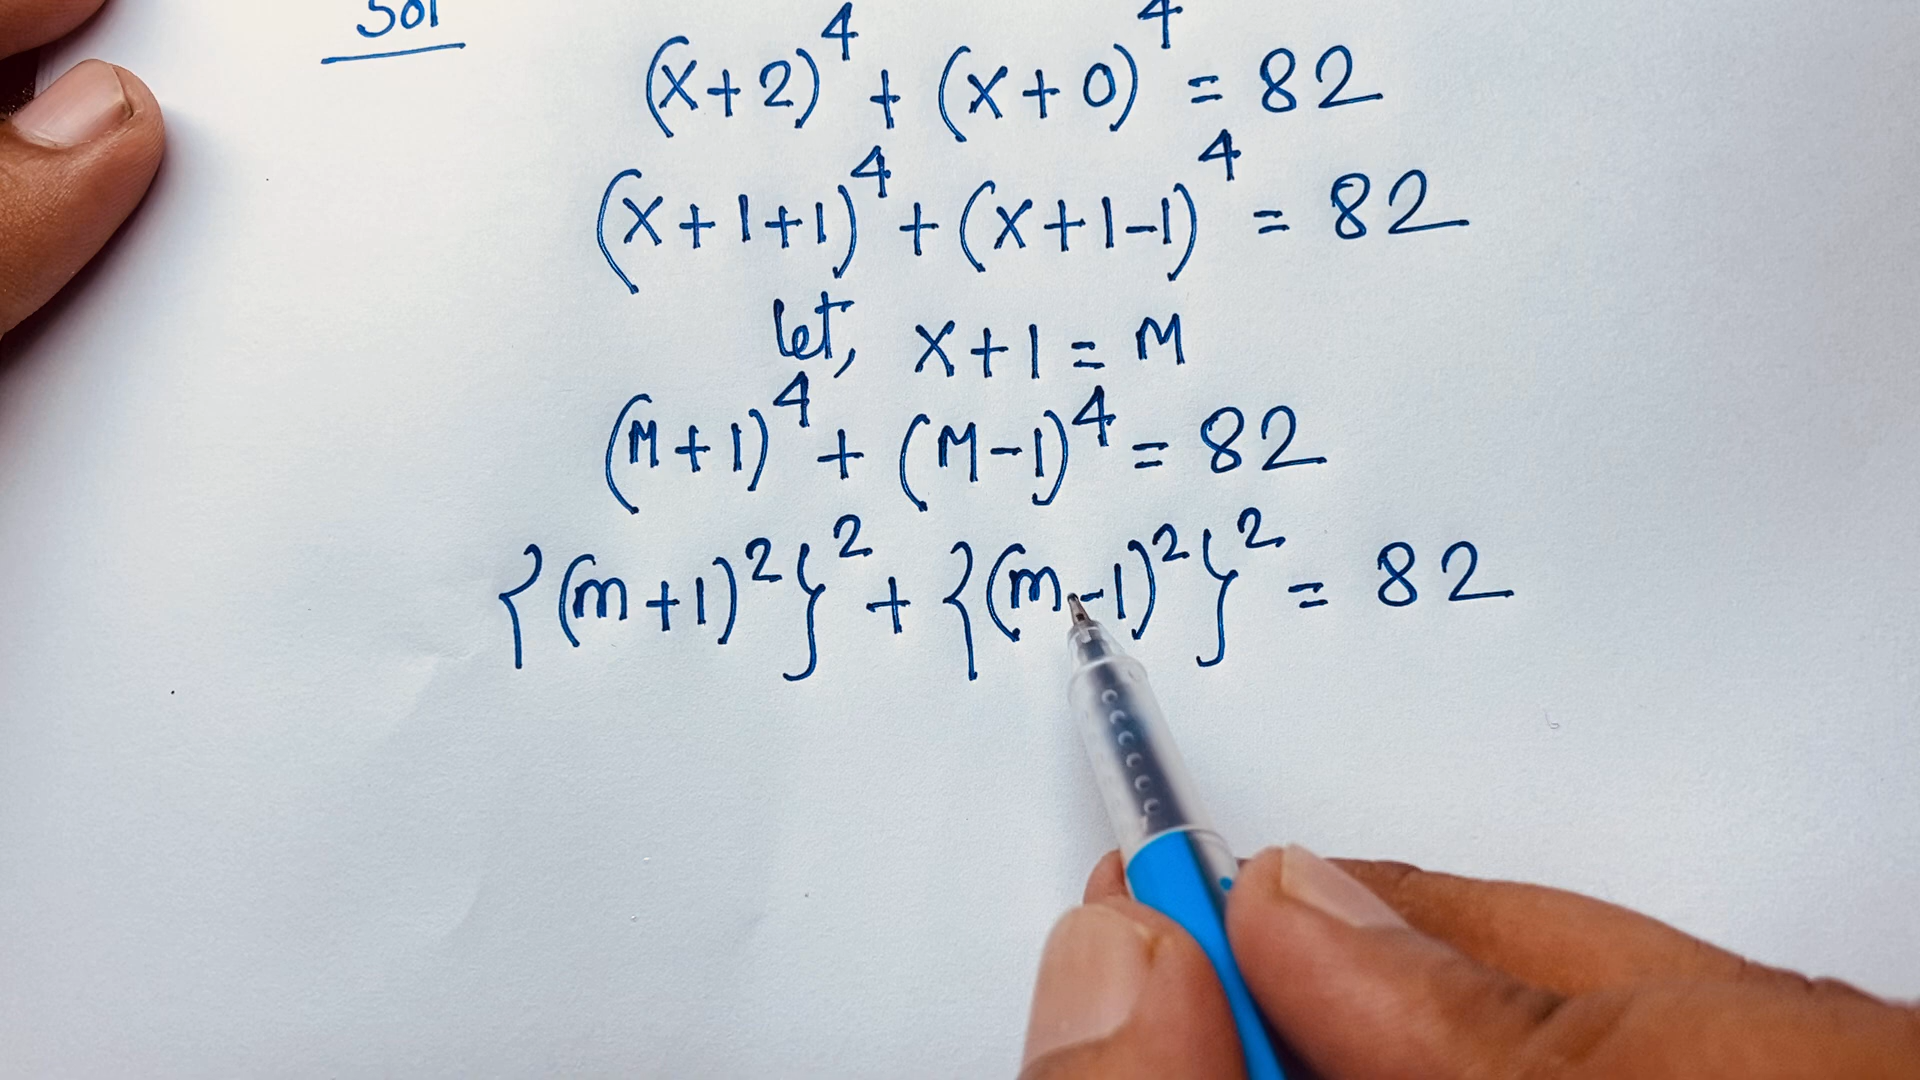 Sol
(x+2)⁴ + (x+0)⁴ = 82
(x+1+1)⁴ + (x+1-1)⁴ = 82
let, x+1 = M
(M+1)⁴ + (M-1)⁴ = 82
{(m+1)²}² + {(m-1)²}² = 82